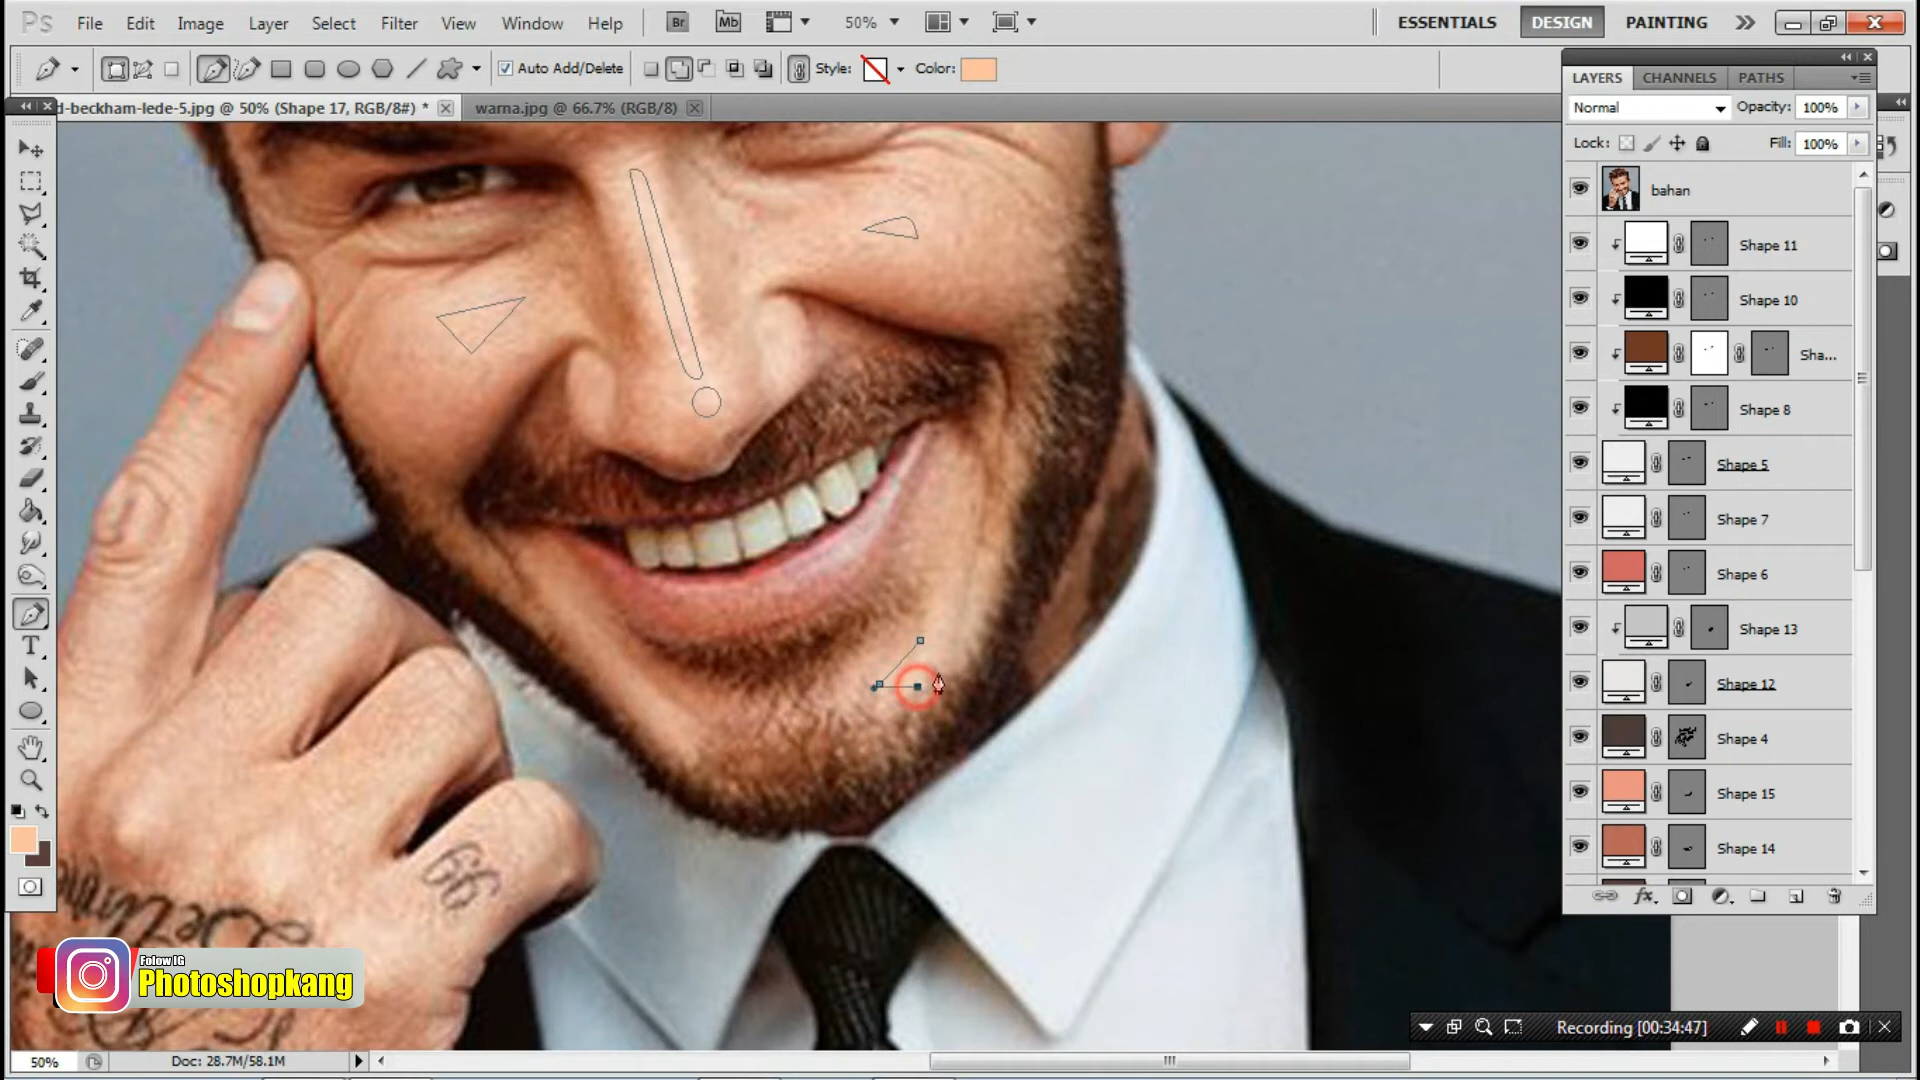 Ps File Edit Image Layer Select Filter View Window Help Br Mb 50% ESSENTIALS DESIGN PAINTING
Auto Add/Delete Style: Color:
d-beckham-lede-5.jpg @ 50% (Shape 17, RGB/8#) * warna.jpg @ 66.7% (RGB/8)
LAYERS CHANNELS PATHS
Normal Opacity: 100%
Lock: Fill: 100%
bahan
Shape 11
Shape 10
Sha...
Shape 8
Shape 5
Shape 7
Shape 6
Shape 13
Shape 12
Shape 4
Shape 15
Shape 14
T
99
Folow IG
Photoshopkang
Recording [00:34:47]
50% Doc: 28.7M/58.1M